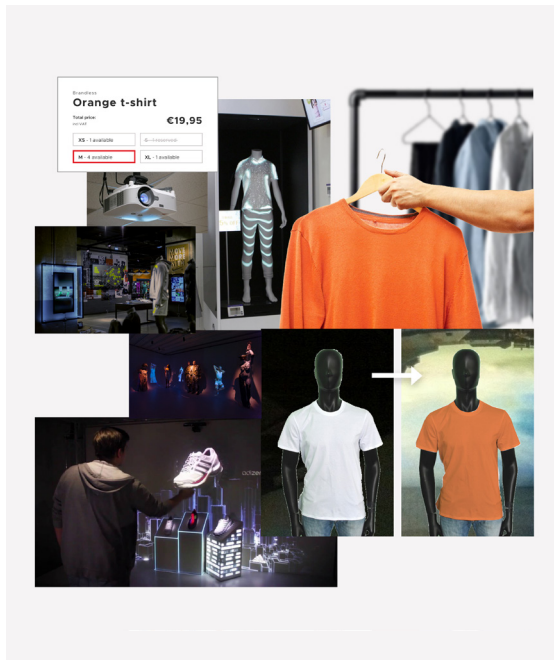 Brandless
Orange t-shirt
Total price:
€19,95
XS - 1 available
M - 4 available
XL - 1 available